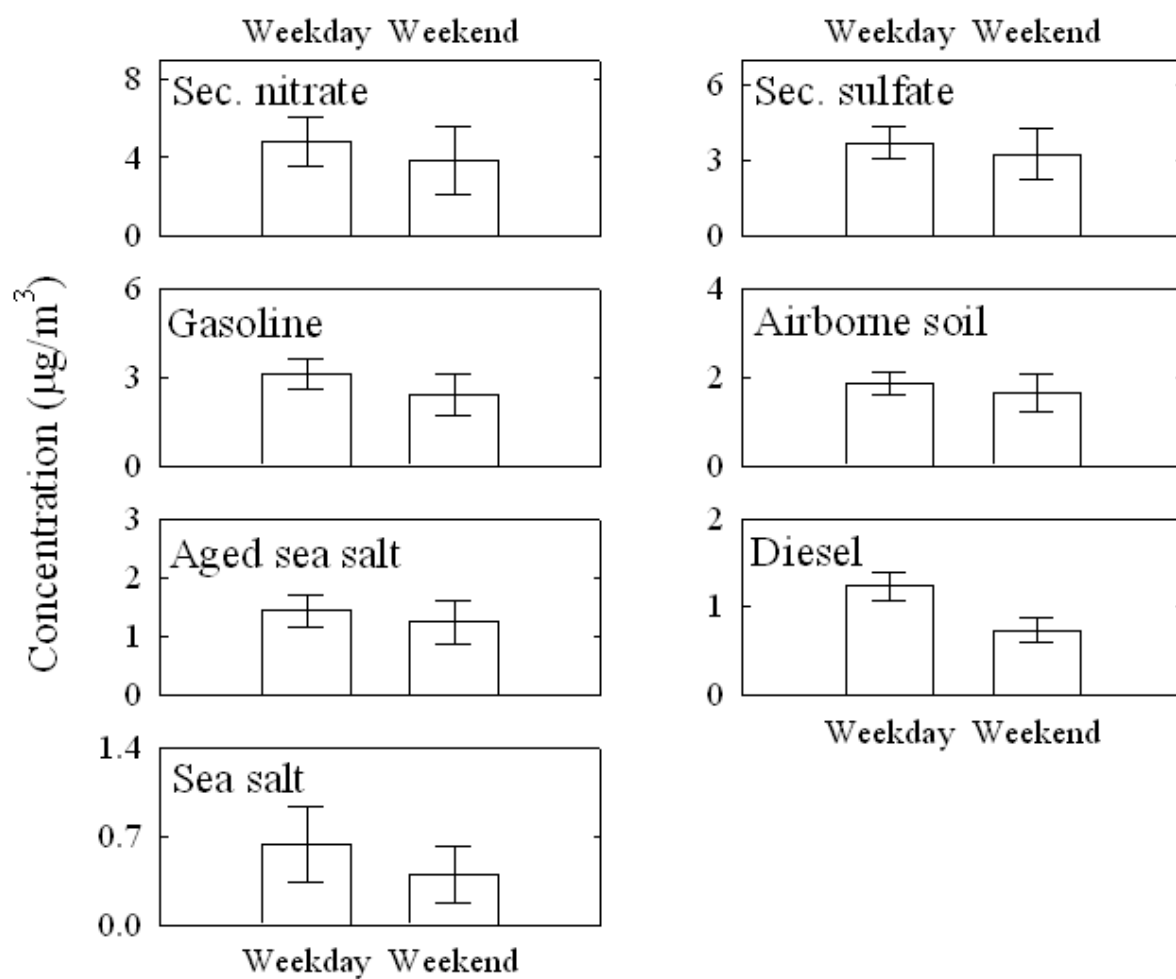 Weekday Weekend
Weekday Weekend
8
Sec. nitrate
4
0
6
Sec. sulfate
3
0
Concentration (µg/m³)
6
Gasoline
3
0
4
Airborne soil
2
0
3
Aged sea salt
2
1
0
2
Diesel
1
0
Weekday Weekend
1.4
Sea salt
0.7
0.0
Weekday Weekend